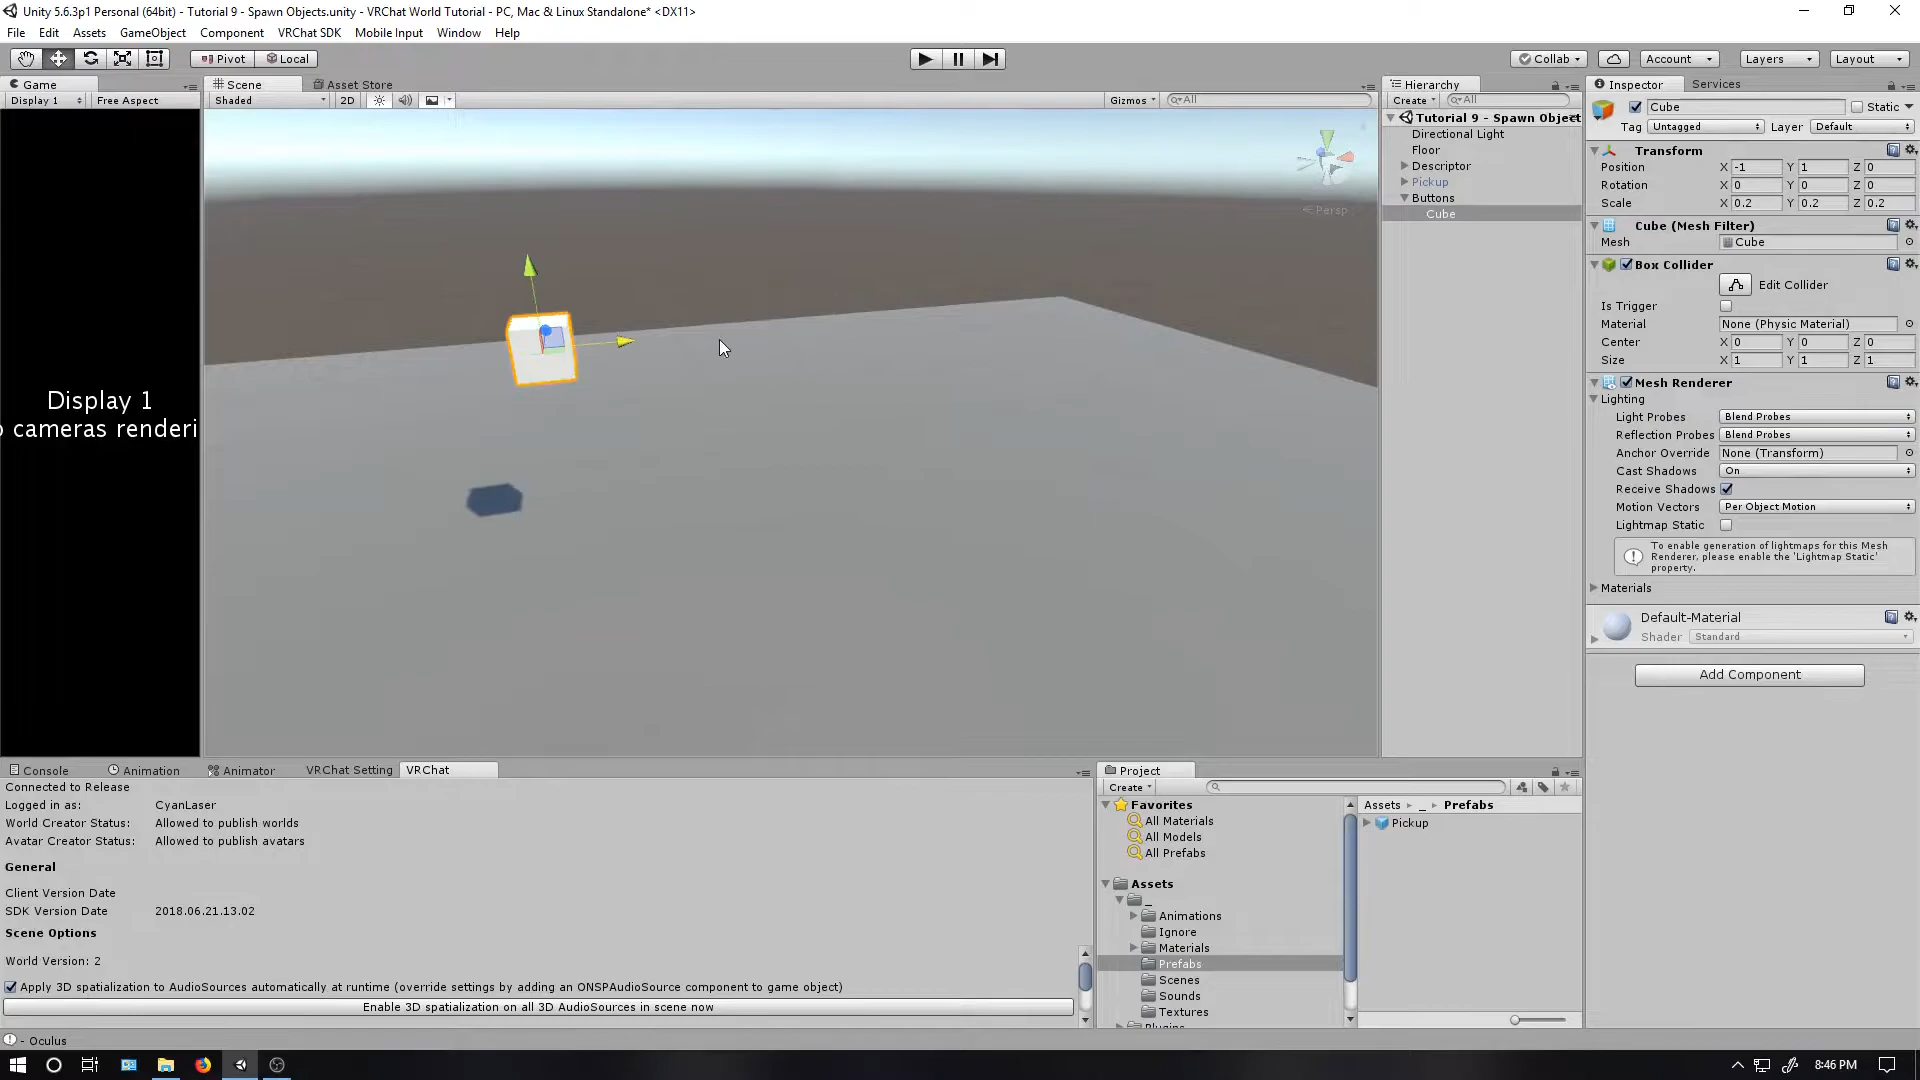 Unity 5.6.3p1 Personal (64bit) - Tutorial 9 - Spawn Objects.unity - VRChat World Tutorial - PC, Mac & Linux Standalone* <DX11>
File Edit Assets GameObject Component VRChat SDK Mobile Input Window Help
Pivot Local Collab Account Layers Layout
Game Scene Asset Store Hierarchy Inspector Services
Display 1 Free Aspect Shaded 2D Gizmos All Create All
Cube Static
Tag Untagged Layer Default
Tutorial 9 - Spawn Object
Directional Light
Floor
Descriptor
Pickup
Buttons
Cube
Persp
Transform
Position X -1 Y 1 Z 0
Rotation X 0 Y 0 Z 0
Scale X 0.2 Y 0.2 Z 0.2
Cube (Mesh Filter)
Mesh Cube
Box Collider
Edit Collider
Is Trigger
Material None (Physic Material)
Center X 0 Y 0 Z 0
Size X 1 Y 1 Z 1
Mesh Renderer
Lighting
Light Probes Blend Probes
Reflection Probes Blend Probes
Anchor Override None (Transform)
Cast Shadows On
Receive Shadows
Motion Vectors Per Object Motion
Lightmap Static
To enable generation of lightmaps for this Mesh
Renderer, please enable the 'Lightmap Static'
property.
Materials
Default-Material
Shader Standard
Add Component
Display 1
cameras renderi
Console Animation Animator VRChat Setting VRChat
Connected to Release
Logged in as: CyanLaser
World Creator Status: Allowed to publish worlds
Avatar Creator Status: Allowed to publish avatars
General
Client Version Date
SDK Version Date 2018.06.21.13.02
Scene Options
World Version: 2
Apply 3D spatialization to AudioSources automatically at runtime (override settings by adding an ONSPAudioSource component to game object)
Enable 3D spatialization on all 3D AudioSources in scene now
Project
Create
Favorites
All Materials
All Models
All Prefabs
Assets
_
Animations
Ignore
Materials
Prefabs
Scenes
Sounds
Textures
Plugins
Assets _ Prefabs
Pickup
- Oculus
8:46 PM